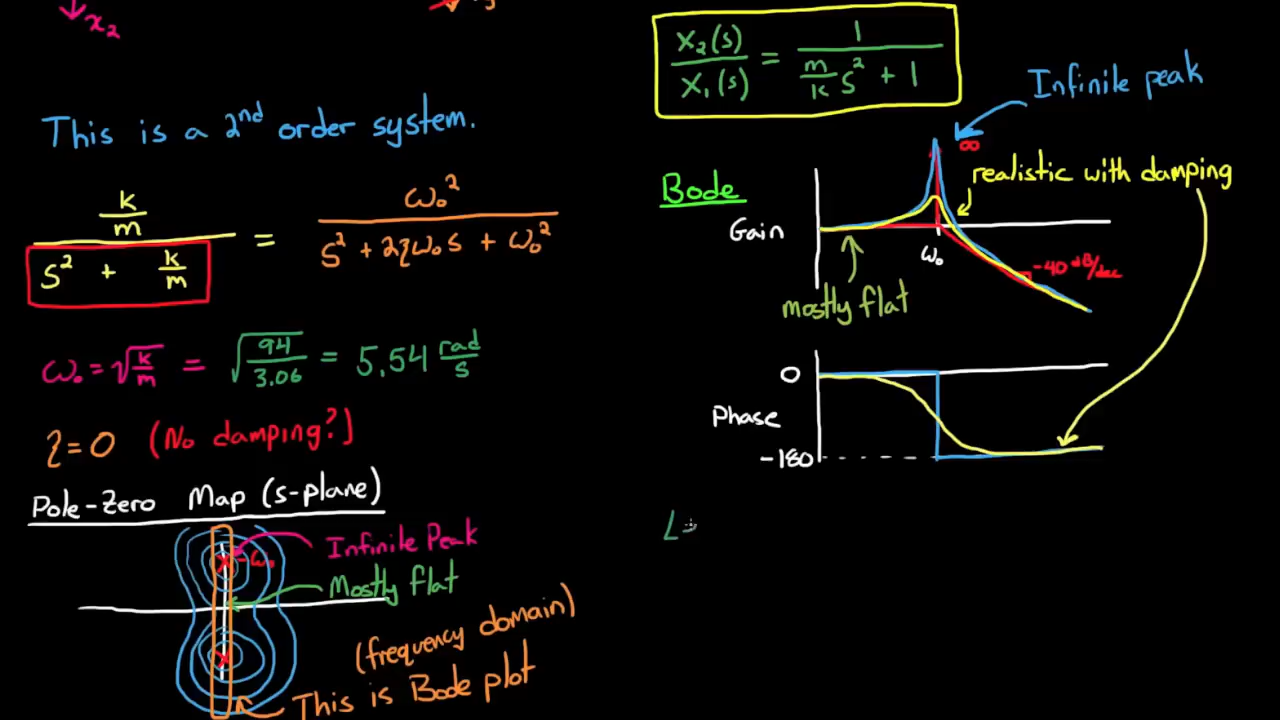 x₂
This is a 2nd order system.
k/m / (s² + k/m) = ω₀² / (s² + 2ζω₀s + ω₀²)
ω₀ = √(k/m) = √(94/3.06) = 5.54 rad/s
ζ = 0 (No damping?)
Pole-Zero Map (s-plane)
Infinite Peak
-ω₀
Mostly flat
(frequency domain)
This is Bode plot
X₂(s)/X₁(s) = 1 / (m/k s² + 1)
Infinite peak
∞
realistic with damping
Bode
Gain
ω₀
-40 dB/dec
mostly flat
0
Phase
-180